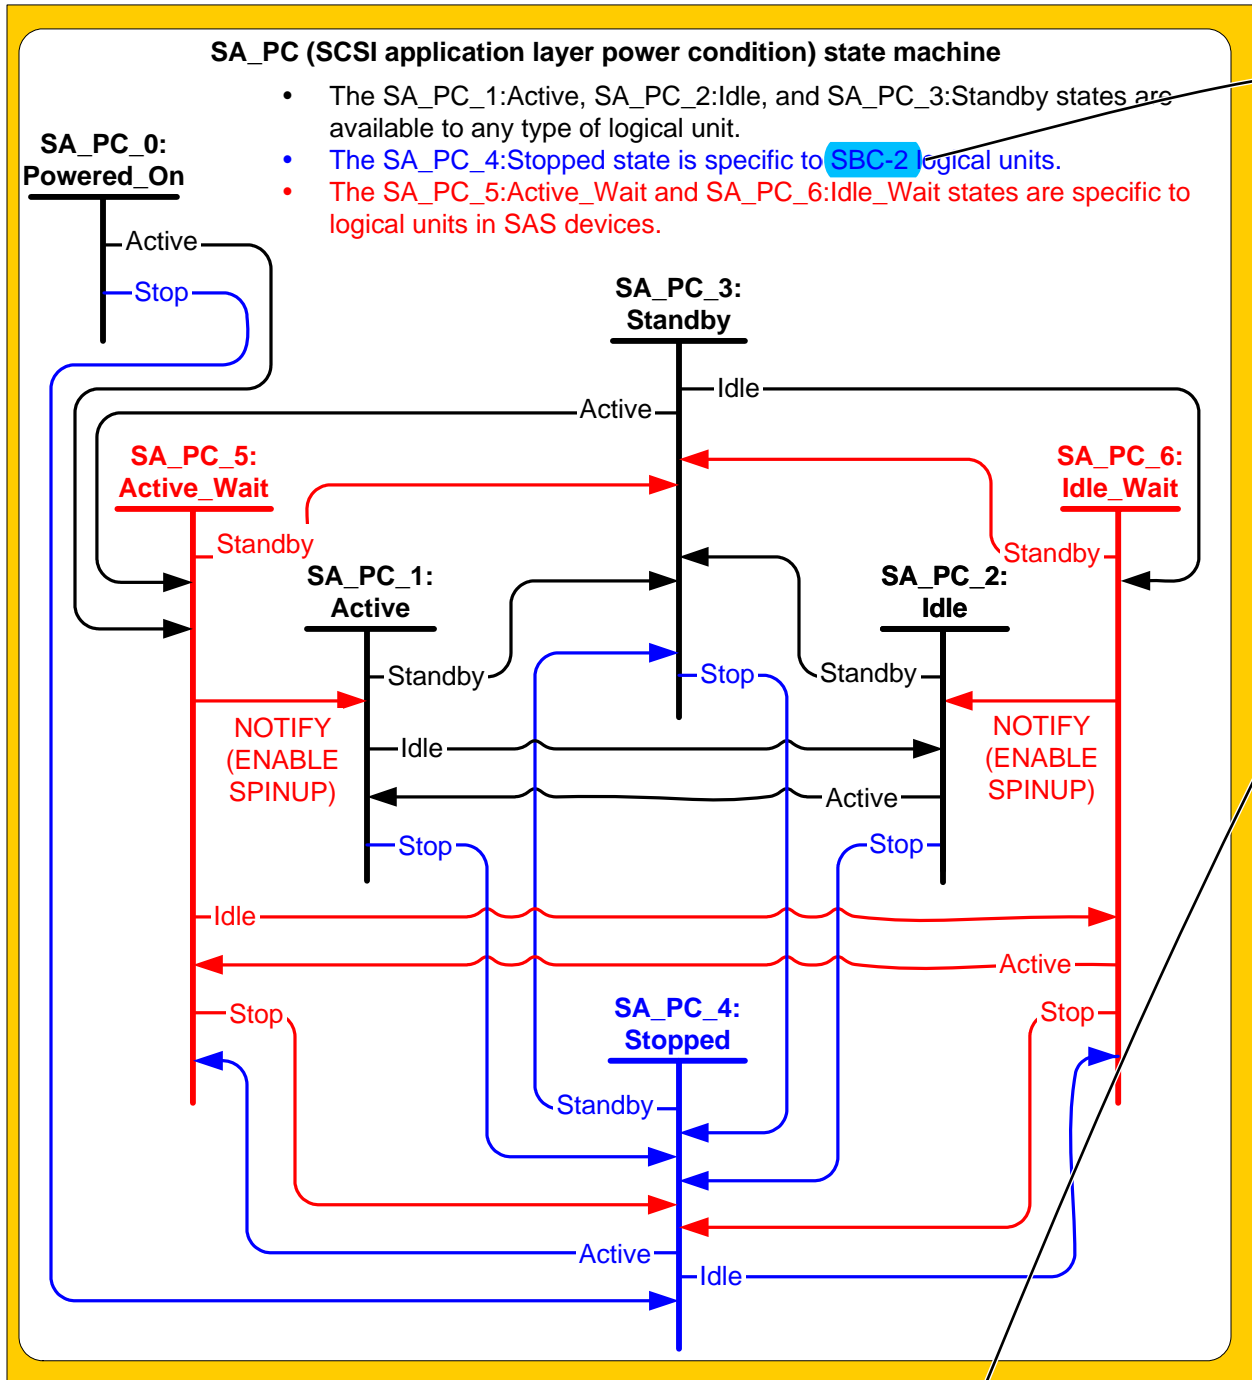 SA_PC (SCSI application layer power condition) state machine
• The SA_PC_1:Active, SA_PC_2:Idle, and SA_PC_3:Standby states are
available to any type of logical unit.
• The SA_PC_4:Stopped state is specific to SBC-2 logical units.
• The SA_PC_5:Active_Wait and SA_PC_6:Idle_Wait states are specific to
logical units in SAS devices.
SA_PC_0:
Powered_On
Active
Stop
SA_PC_3:
Standby
Idle
Active
SA_PC_5:
Active_Wait
SA_PC_6:
Idle_Wait
Standby
Standby
SA_PC_1:
Active
SA_PC_2:
Idle
Standby
Stop
Standby
NOTIFY
(ENABLE
SPINUP)
NOTIFY
(ENABLE
SPINUP)
Idle
Active
Stop
Stop
Idle
Active
Stop
Stop
SA_PC_4:
Stopped
Standby
Active
Idle